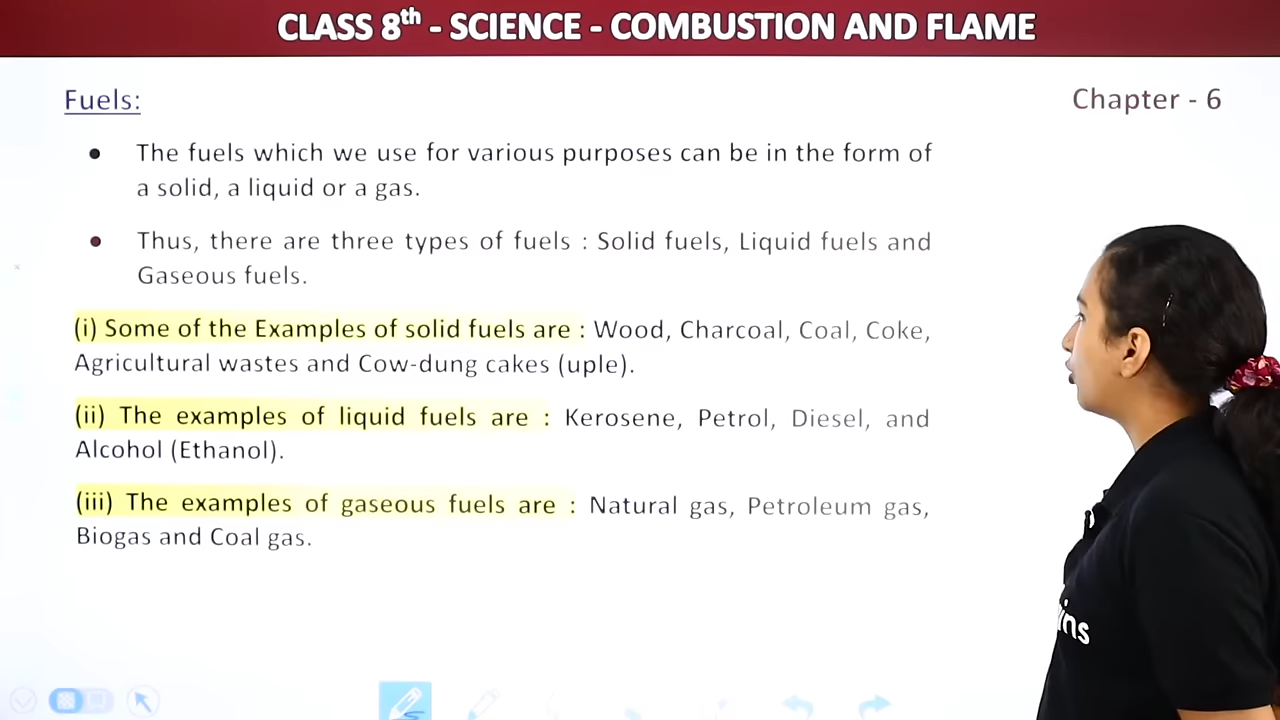 CLASS 8th - SCIENCE - COMBUSTION AND FLAME
Fuels:
Chapter - 6
• The fuels which we use for various purposes can be in the form of
a solid, a liquid or a gas.
• Thus, there are three types of fuels : Solid fuels, Liquid fuels and
Gaseous fuels.
(i) Some of the Examples of solid fuels are : Wood, Charcoal, Coal, Coke,
Agricultural wastes and Cow-dung cakes (uple).
(ii) The examples of liquid fuels are : Kerosene, Petrol, Diesel, and
Alcohol (Ethanol).
(iii) The examples of gaseous fuels are : Natural gas, Petroleum gas,
Biogas and Coal gas.